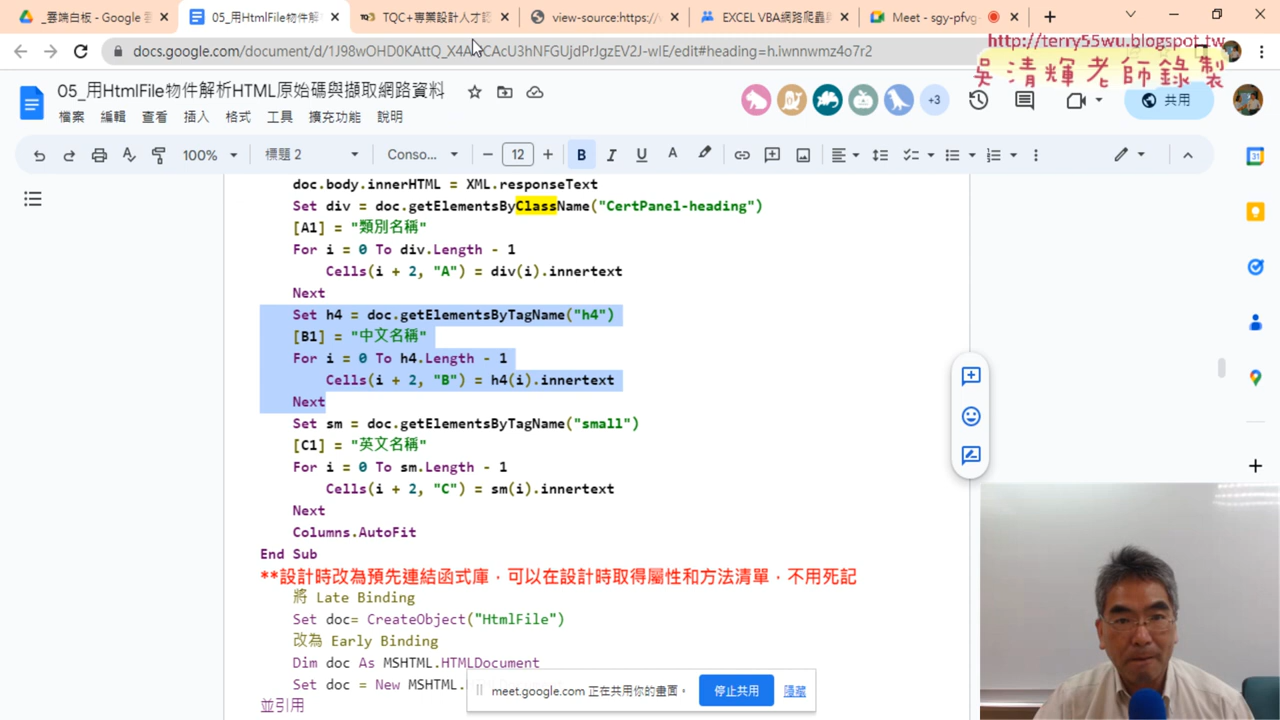 _雲端白板 - Google 雲
05_用HtmlFile物件解析
TQC+專業設計人才認
view-source:https://
EXCEL VBA網路爬蟲
Meet - sgy-pfvg-
http://terry55wu.blogspot.tw
吳清輝老師錄製
05_用HtmlFile物件解析HTML原始碼與擷取網路資料
檔案 編輯 查看 插入 格式 工具 擴充功能 說明
+3
共用
100% 標題 2 Conso... 12 B I U A
doc.body.innerHTML = XML.responseText
Set div = doc.getElementsByClassName("CertPanel-heading")
[A1] = "類別名稱"
For i = 0 To div.Length - 1
Cells(i + 2, "A") = div(i).innertext
Next
Set h4 = doc.getElementsByTagName("h4")
[B1] = "中文名稱"
For i = 0 To h4.Length - 1
Cells(i + 2, "B") = h4(i).innertext
Next
Set sm = doc.getElementsByTagName("small")
[C1] = "英文名稱"
For i = 0 To sm.Length - 1
Cells(i + 2, "C") = sm(i).innertext
Next
Columns.AutoFit
End Sub
**設計時改為預先連結函式庫，可以在設計時取得屬性和方法清單，不用死記
將 Late Binding
Set doc= CreateObject("HtmlFile")
改為 Early Binding
Dim doc As MSHTML.HTMLDocument
Set doc = New MSHTML.
並引用
meet.google.com 正在共用你的畫面。 停止共用 隱藏